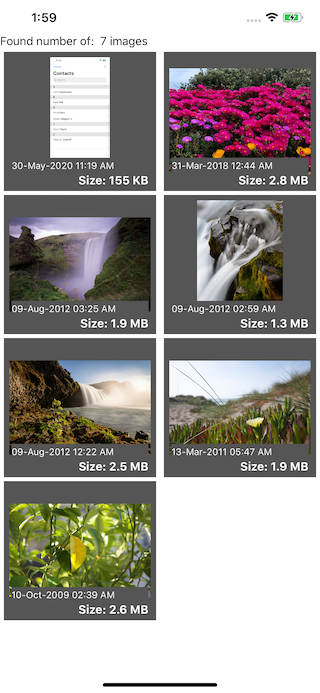 1:59
Found number of: 7 images
Contacts
30-May-2020 11:19 AM
Size: 155 KB
31-Mar-2018 12:44 AM
Size: 2.8 MB
09-Aug-2012 03:25 AM
Size: 1.9 MB
09-Aug-2012 02:59 AM
Size: 1.3 MB
09-Aug-2012 12:22 AM
Size: 2.5 MB
13-Mar-2011 05:47 AM
Size: 1.9 MB
10-Oct-2009 02:39 AM
Size: 2.6 MB